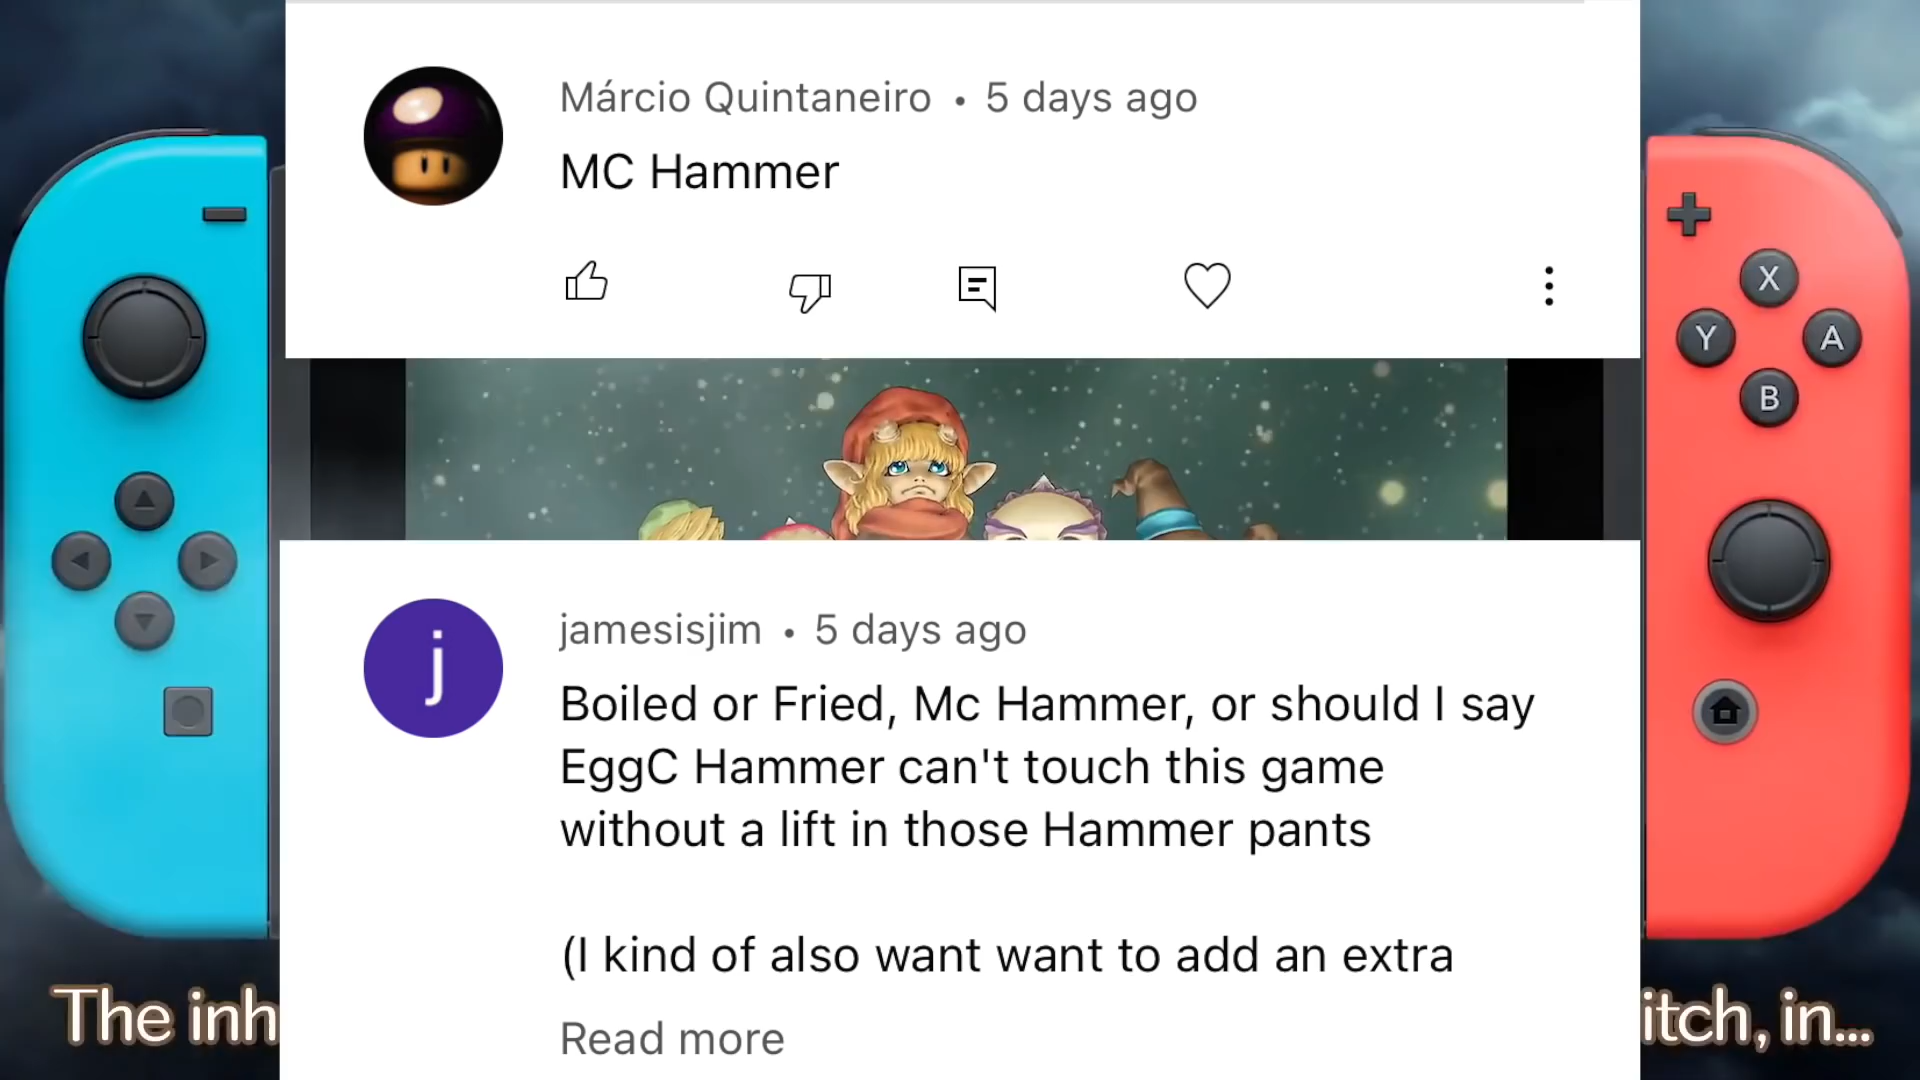 Márcio Quintaneiro • 5 days ago
MC Hammer
X
Y
A
B
j
jamesisjim • 5 days ago
Boiled or Fried, Mc Hammer, or should I say
EggC Hammer can't touch this game
without a lift in those Hammer pants
(I kind of also want want to add an extra
Read more
The inh
itch, in...